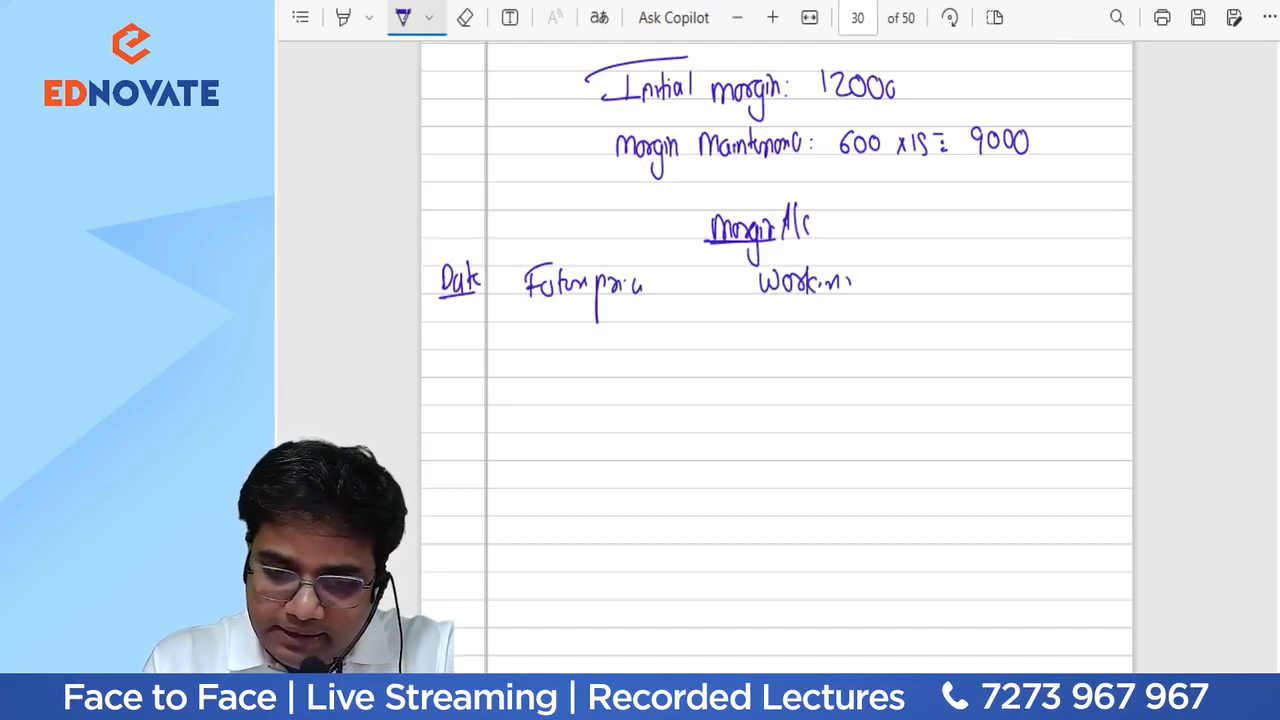 Ask Copilot
30 of 50
EDNOVATE
Initial margin: 12000
Margin Maintenance: 600 x 15 = 9000
Margin A/c
Date Future price Workin
Face to Face | Live Streaming | Recorded Lectures 7273 967 967